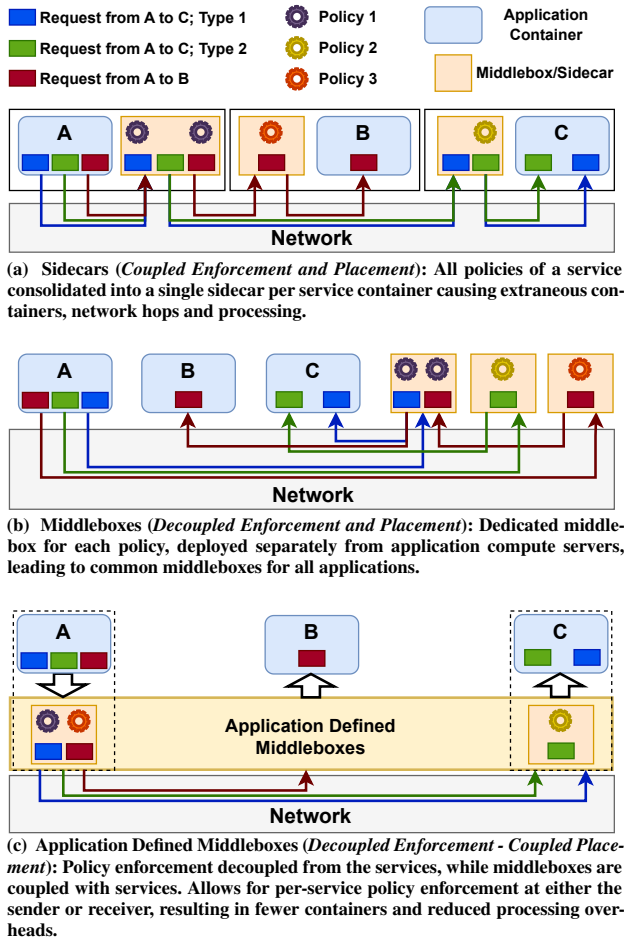 Request from A to C; Type 1
Policy 1
Application
Container
Request from A to C; Type 2
Policy 2
Request from A to B
Policy 3
Middlebox/Sidecar
A
B
C
Network
(a) Sidecars (Coupled Enforcement and Placement): All policies of a service
consolidated into a single sidecar per service container causing extraneous con-
tainers, network hops and processing.
A
B
C
Network
(b) Middleboxes (Decoupled Enforcement and Placement): Dedicated middle-
box for each policy, deployed separately from application compute servers,
leading to common middleboxes for all applications.
A
B
C
Application Defined
Middleboxes
Network
(c) Application Defined Middleboxes (Decoupled Enforcement - Coupled Place-
ment): Policy enforcement decoupled from the services, while middleboxes are
coupled with services. Allows for per-service policy enforcement at either the
sender or receiver, resulting in fewer containers and reduced processing over-
heads.